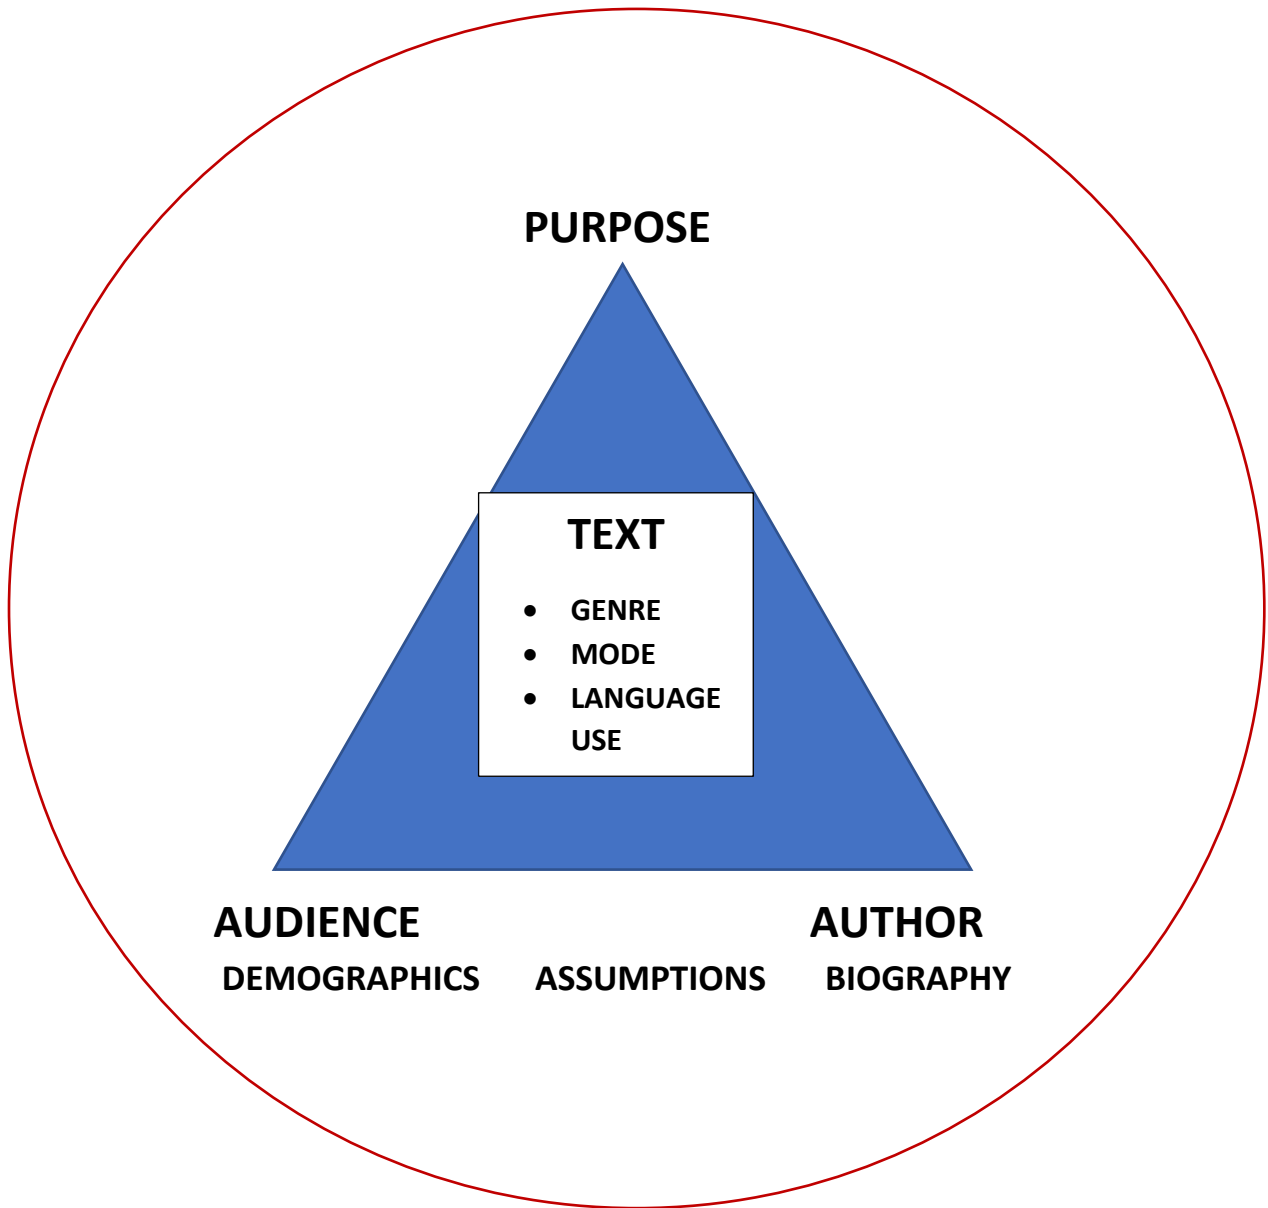 PURPOSE
TEXT
• GENRE
• MODE
• LANGUAGE
USE
AUDIENCE AUTHOR
DEMOGRAPHICS ASSUMPTIONS BIOGRAPHY